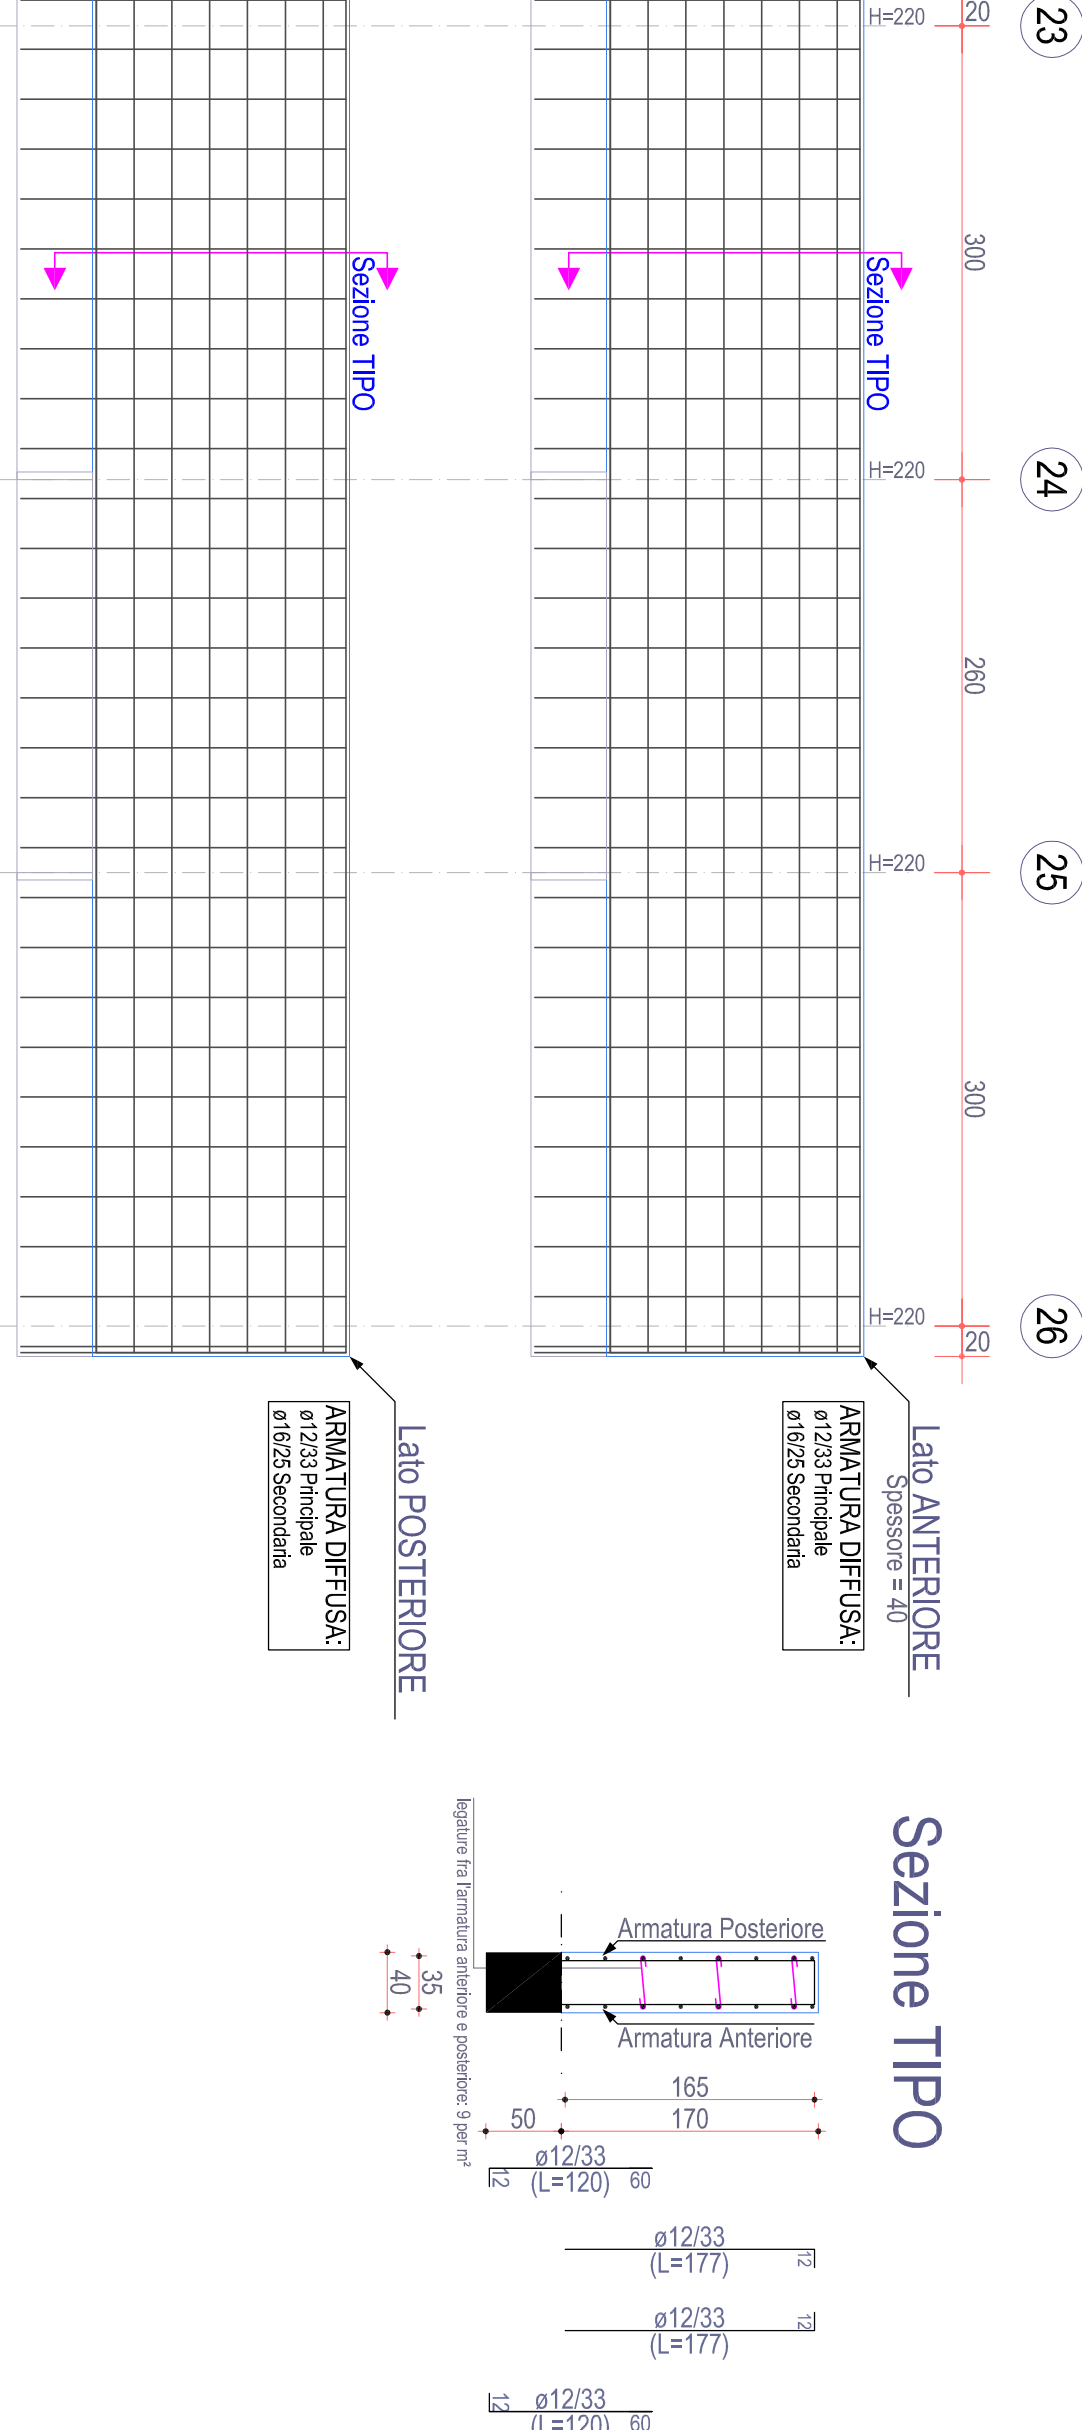 23
24
25
26
20
300
260
300
20
H=220
H=220
H=220
H=220
Sezione TIPO
Sezione TIPO
Lato ANTERIORE
Spessore = 40
ARMATURA DIFFUSA:
ø12/33 Principale
ø16/25 Secondaria
Lato POSTERIORE
ARMATURA DIFFUSA:
ø12/33 Principale
ø16/25 Secondaria
Sezione TIPO
Armatura Posteriore
Armatura Anteriore
35
40
legature fra l'armatura anteriore e posteriore: 9 per m²
165
50
170
ø12/33
12
(L=120)
60
ø12/33
(L=177)
12
ø12/33
(L=177)
12
12
ø12/33
(L=120)
60